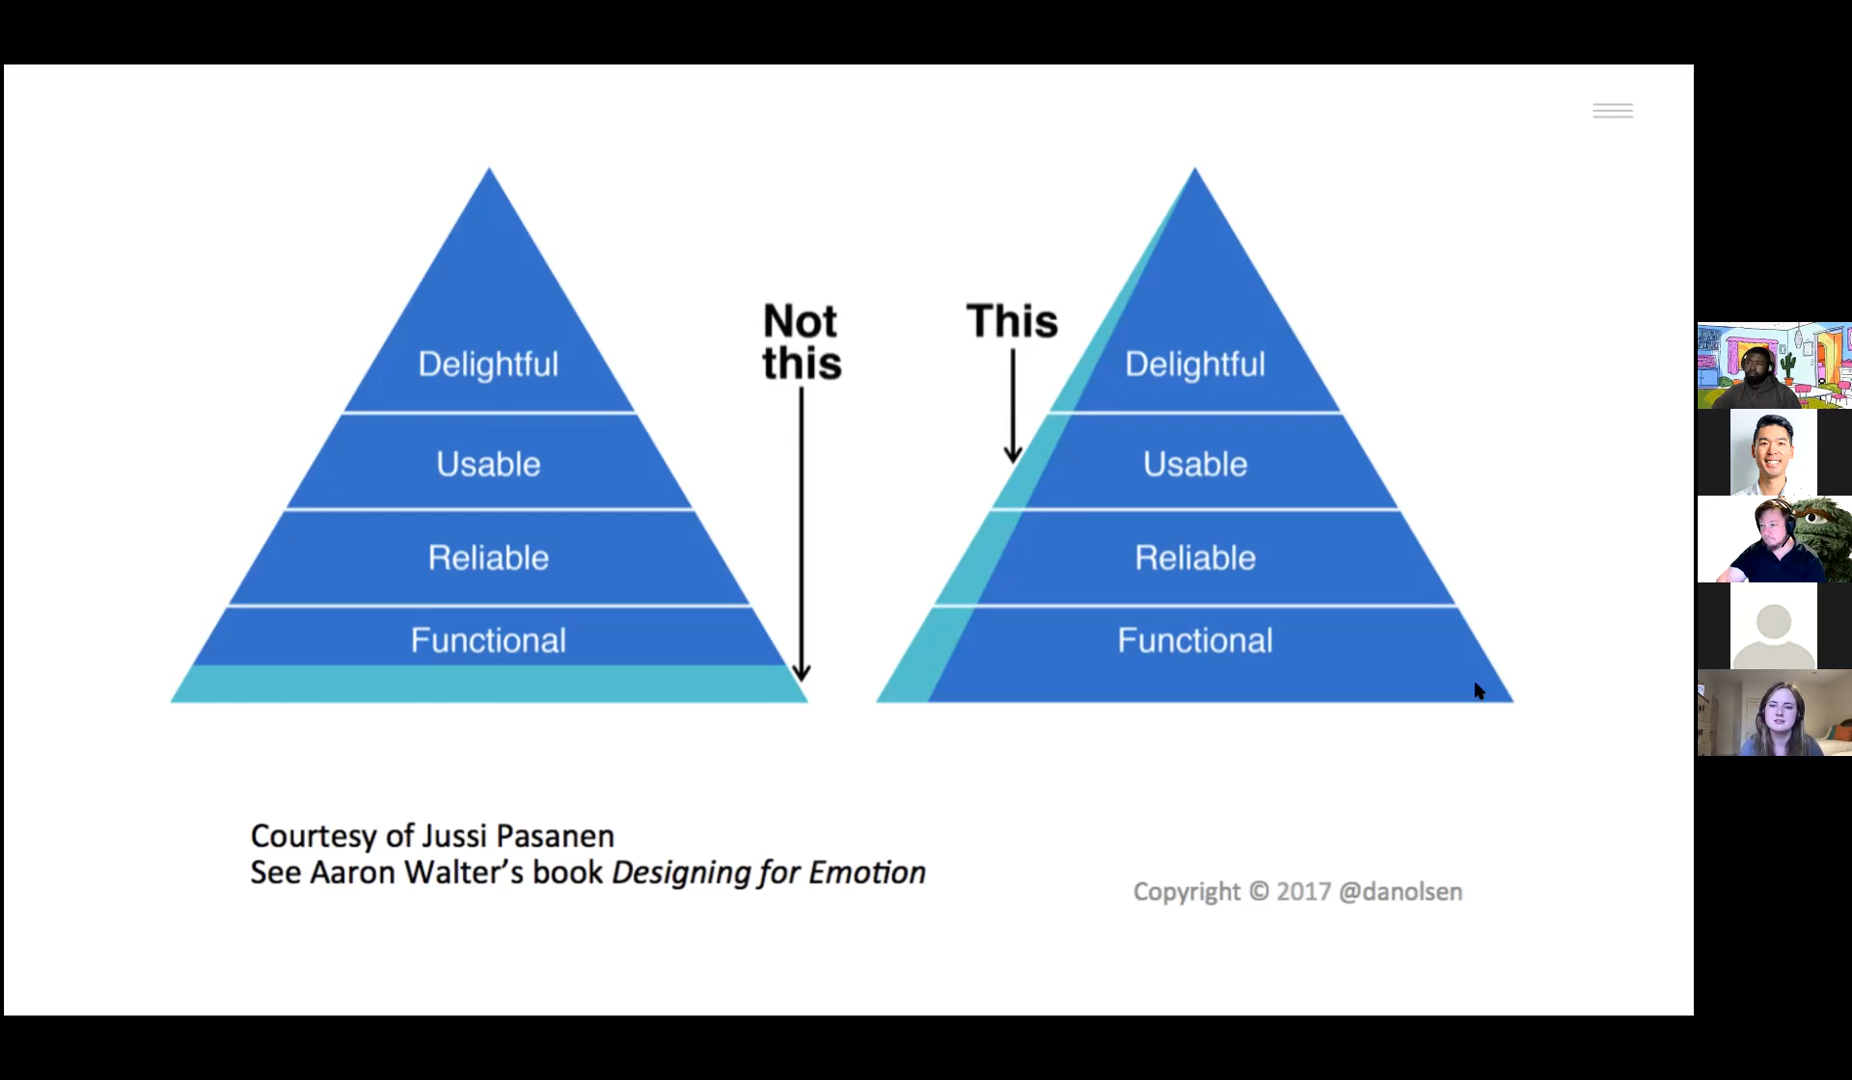 Delightful
Usable
Reliable
Functional
Not
this
This
Delightful
Usable
Reliable
Functional
Courtesy of Jussi Pasanen
See Aaron Walter’s book Designing for Emotion
Copyright © 2017 @danolsen